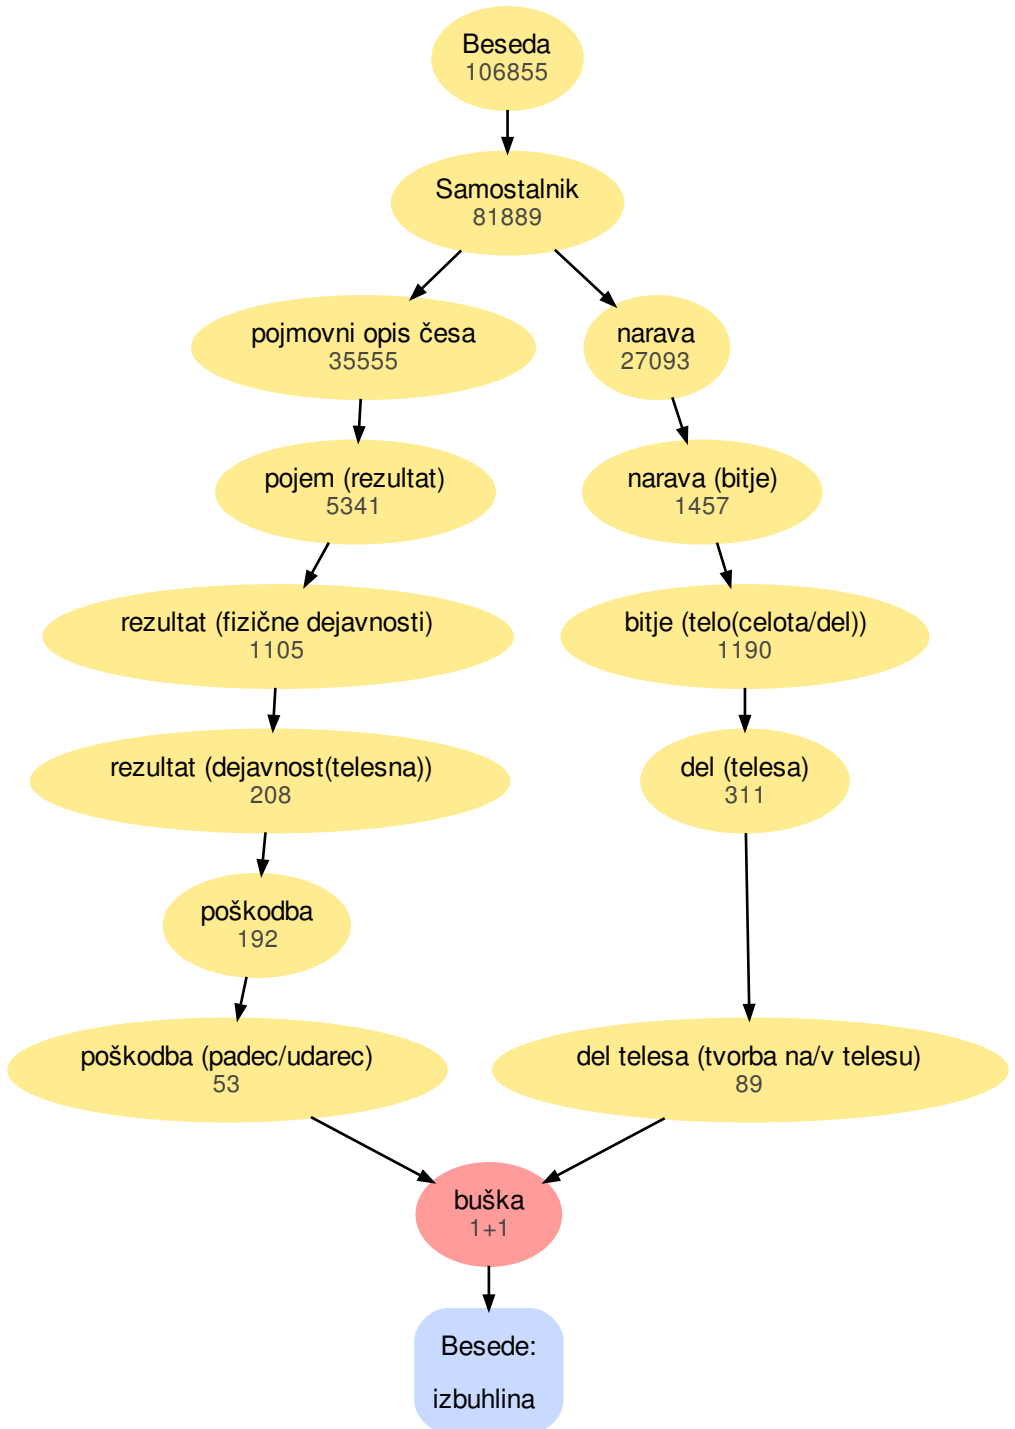 Beseda
106855
Samostalnik
81889
pojmovni opis česa
35555
narava
27093
pojem (rezultat)
5341
narava (bitje)
1457
rezultat (fizične dejavnosti)
1105
bitje (telo(celota/del))
1190
rezultat (dejavnost(telesna))
208
del (telesa)
311
poškodba
192
poškodba (padec/udarec)
53
del telesa (tvorba na/v telesu)
89
buška
1+1
Besede:
izbuhlina